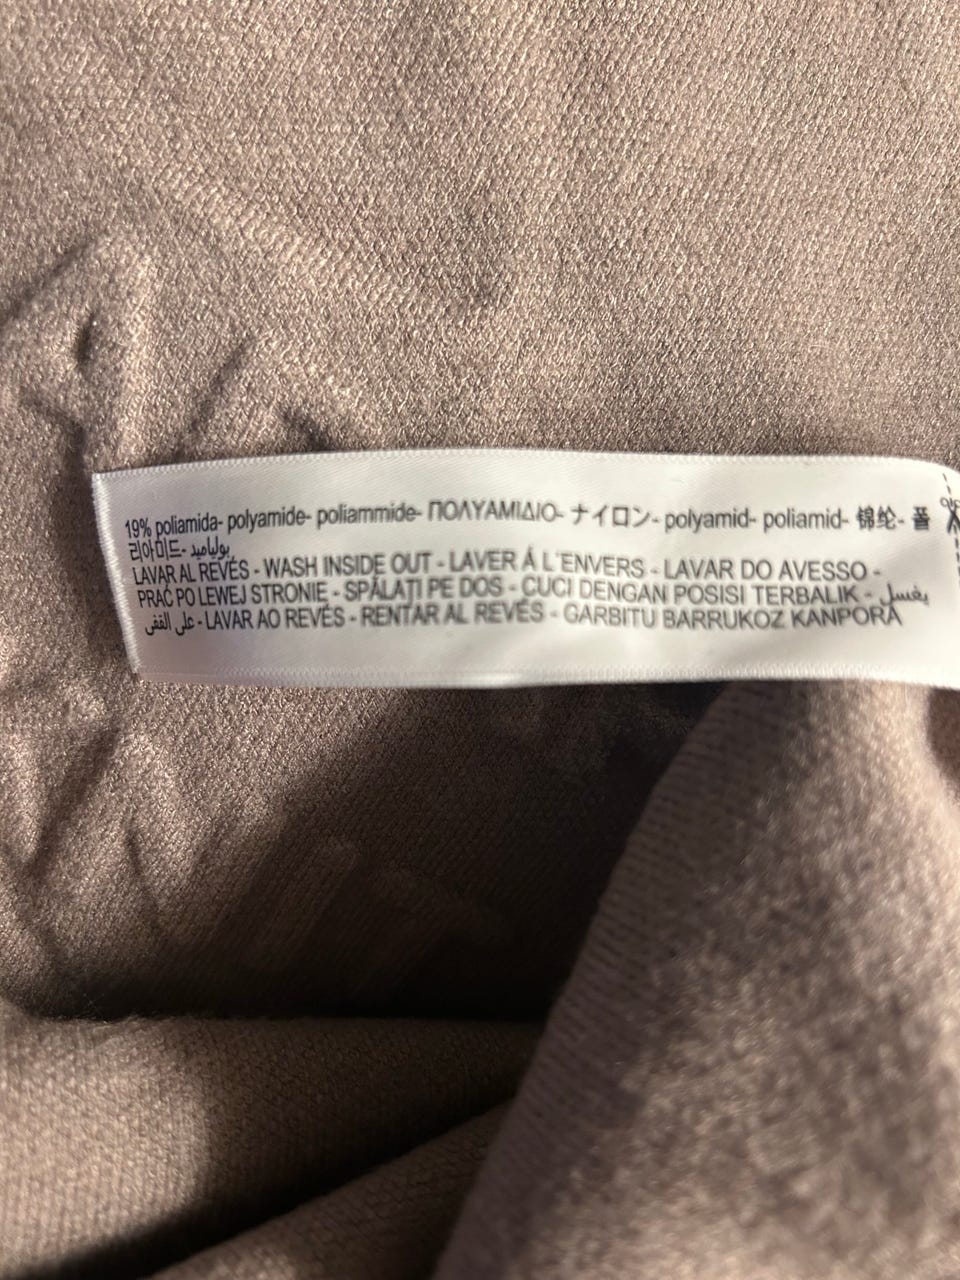 19% poliamida- polyamide- poliammide- ΠΟΛΥΑΜΙΔΙΟ- ナイロン- polyamid- poliamid- 锦纶- 폴
리아미드- بولياميد
LAVAR AL REVÉS - WASH INSIDE OUT - LAVER Á L'ENVERS - LAVAR DO AVESSO -
PRAĆ PO LEWEJ STRONIE - SPĂLAȚI PE DOS - CUCI DENGAN POSISI TERBALIK - يغسل
على القفى - LAVAR AO REVÉS - RENTAR AL REVÉS - GARBITU BARRUKOZ KANPORA